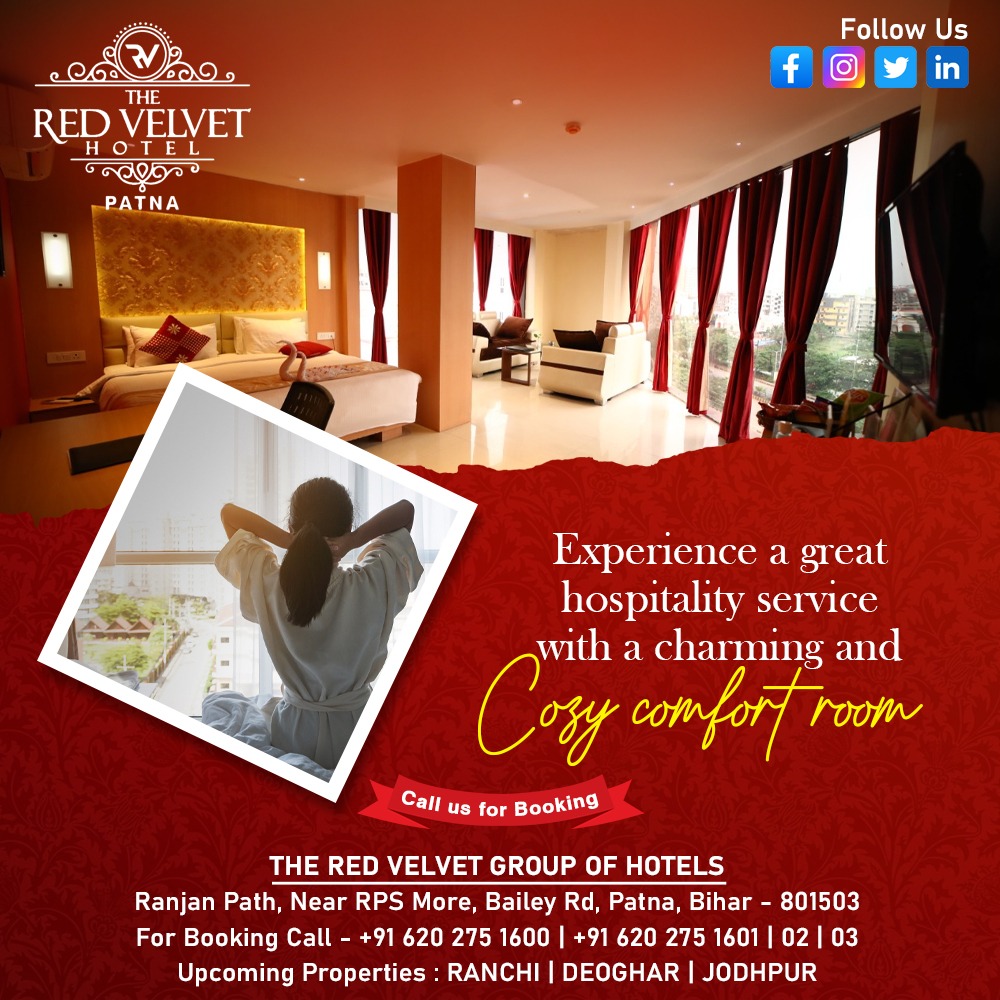 RV
THE
RED VELVET
HOTEL
PATNA
Follow Us
Experience a great
hospitality service
with a charming and
Cozy comfort room
Call us for Booking
THE RED VELVET GROUP OF HOTELS
Ranjan Path, Near RPS More, Bailey Rd, Patna, Bihar - 801503
For Booking Call - +91 620 275 1600 | +91 620 275 1601 | 02 | 03
Upcoming Properties : RANCHI | DEOGHAR | JODHPUR